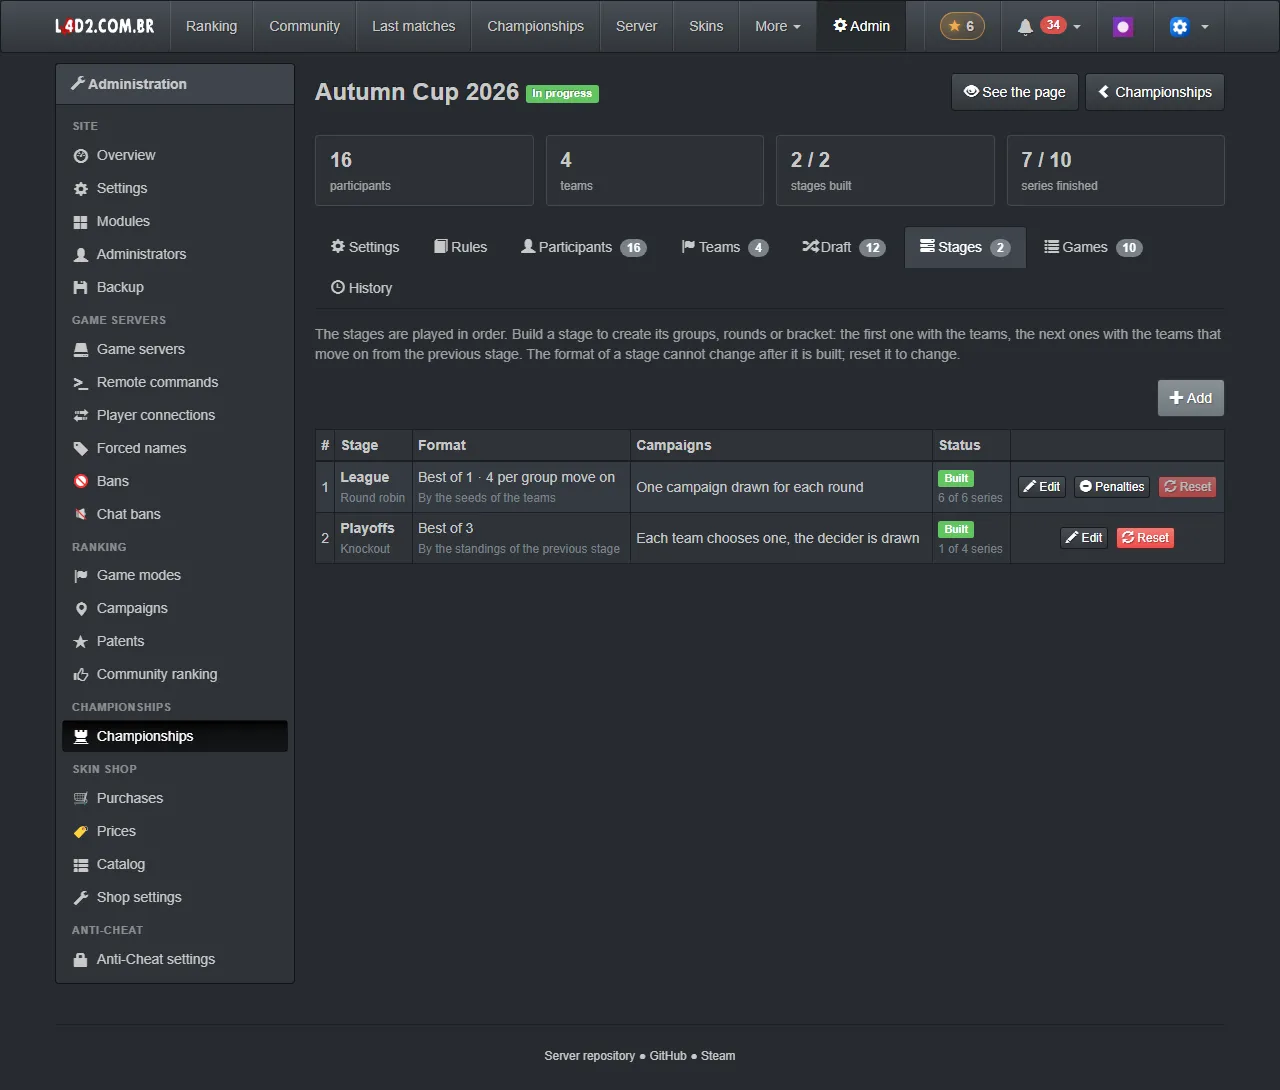 L4D2.COM.BR Ranking Community Last matches Championships Server Skins More Admin 6 34
Administration
SITE
Overview
Settings
Modules
Administrators
Backup
GAME SERVERS
Game servers
Remote commands
Player connections
Forced names
Bans
Chat bans
RANKING
Game modes
Campaigns
Patents
Community ranking
CHAMPIONSHIPS
Championships
SKIN SHOP
Purchases
Prices
Catalog
Shop settings
ANTI-CHEAT
Anti-Cheat settings
Autumn Cup 2026 In progress See the page Championships
16 4 2 / 2 7 / 10
participants teams stages built series finished
Settings Rules Participants 16 Teams 4 Draft 12 Stages 2 Games 10
History
The stages are played in order. Build a stage to create its groups, rounds or bracket: the first one with the teams, the next ones with the teams that
move on from the previous stage. The format of a stage cannot change after it is built; reset it to change.
Add
# Stage Format Campaigns Status
1 League Best of 1 · 4 per group move on One campaign drawn for each round Built Edit Penalties Reset
Round robin By the seeds of the teams 6 of 6 series
2 Playoffs Best of 3 Each team chooses one, the decider is drawn Built Edit Reset
Knockout By the standings of the previous stage 1 of 4 series
Server repository ● GitHub ● Steam